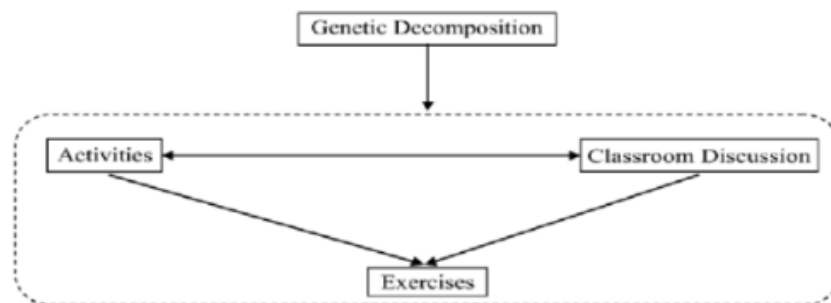 Genetic Decomposition
Activities
Classroom Discussion
Exercises